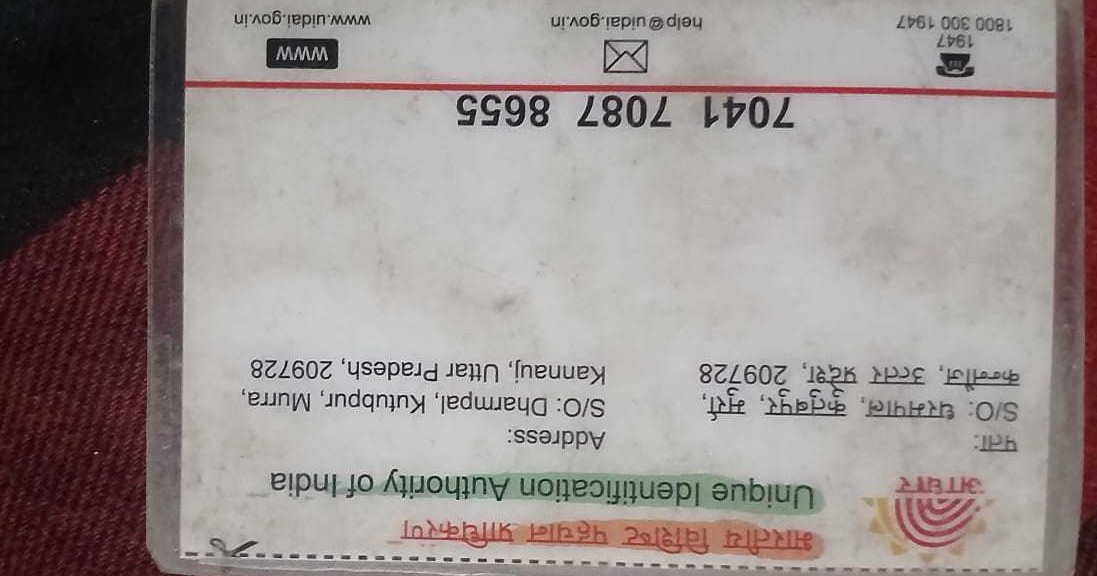 भारतीय विशिष्ट पहचान प्राधिकरण
Unique Identification Authority of India
आधार
पता:
S/O: धरमपाल, कुतुबपुर, मुर्रा,
कन्नौज, उत्तर प्रदेश, 209728
Address:
S/O: Dharmpal, Kutubpur, Murra,
Kannauj, Uttar Pradesh, 209728
7041 7087 8655
1947
1800 300 1947
help@uidai.gov.in
WWW
www.uidai.gov.in